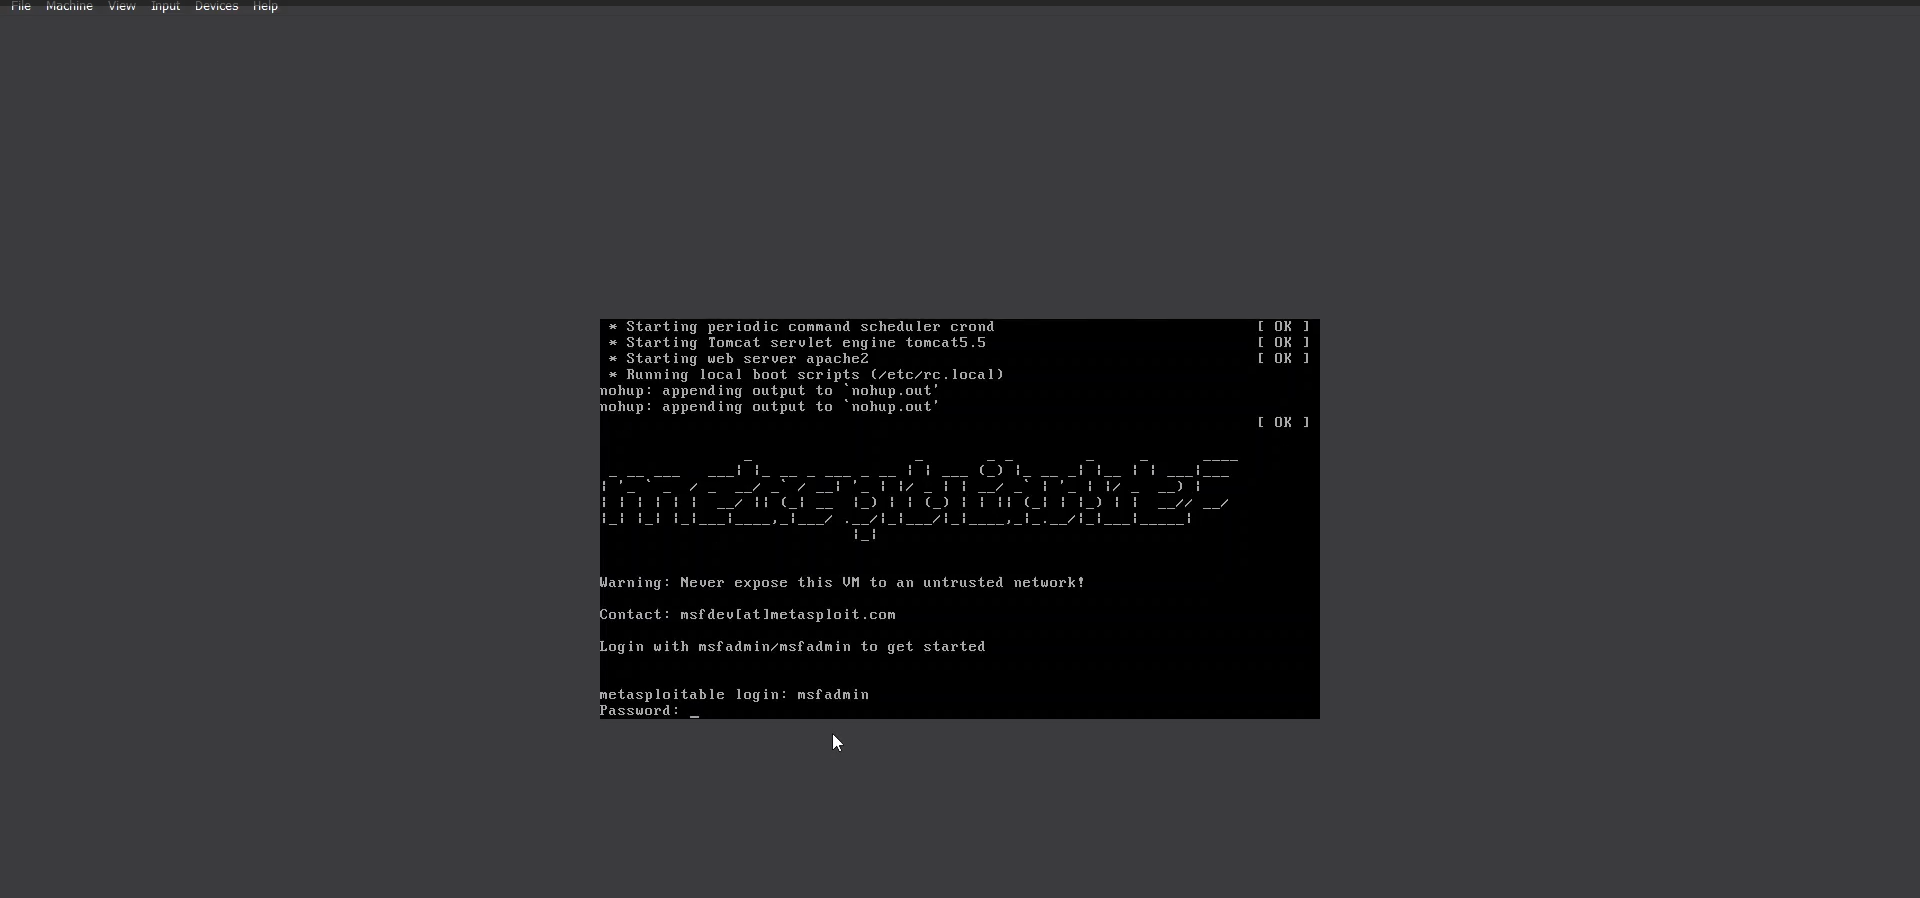 File Machine View Input Devices Help
* Starting periodic command scheduler crond [ OK ]
* Starting Tomcat servlet engine tomcat5.5 [ OK ]
* Starting web server apache2 [ OK ]
* Running local boot scripts (/etc/rc.local)
nohup: appending output to `nohup.out'
nohup: appending output to `nohup.out'
[ OK ]
metasploitable2
Warning: Never expose this VM to an untrusted network!
Contact: msfdev[at]metasploit.com
Login with msfadmin/msfadmin to get started
metasploitable login: msfadmin
Password: _